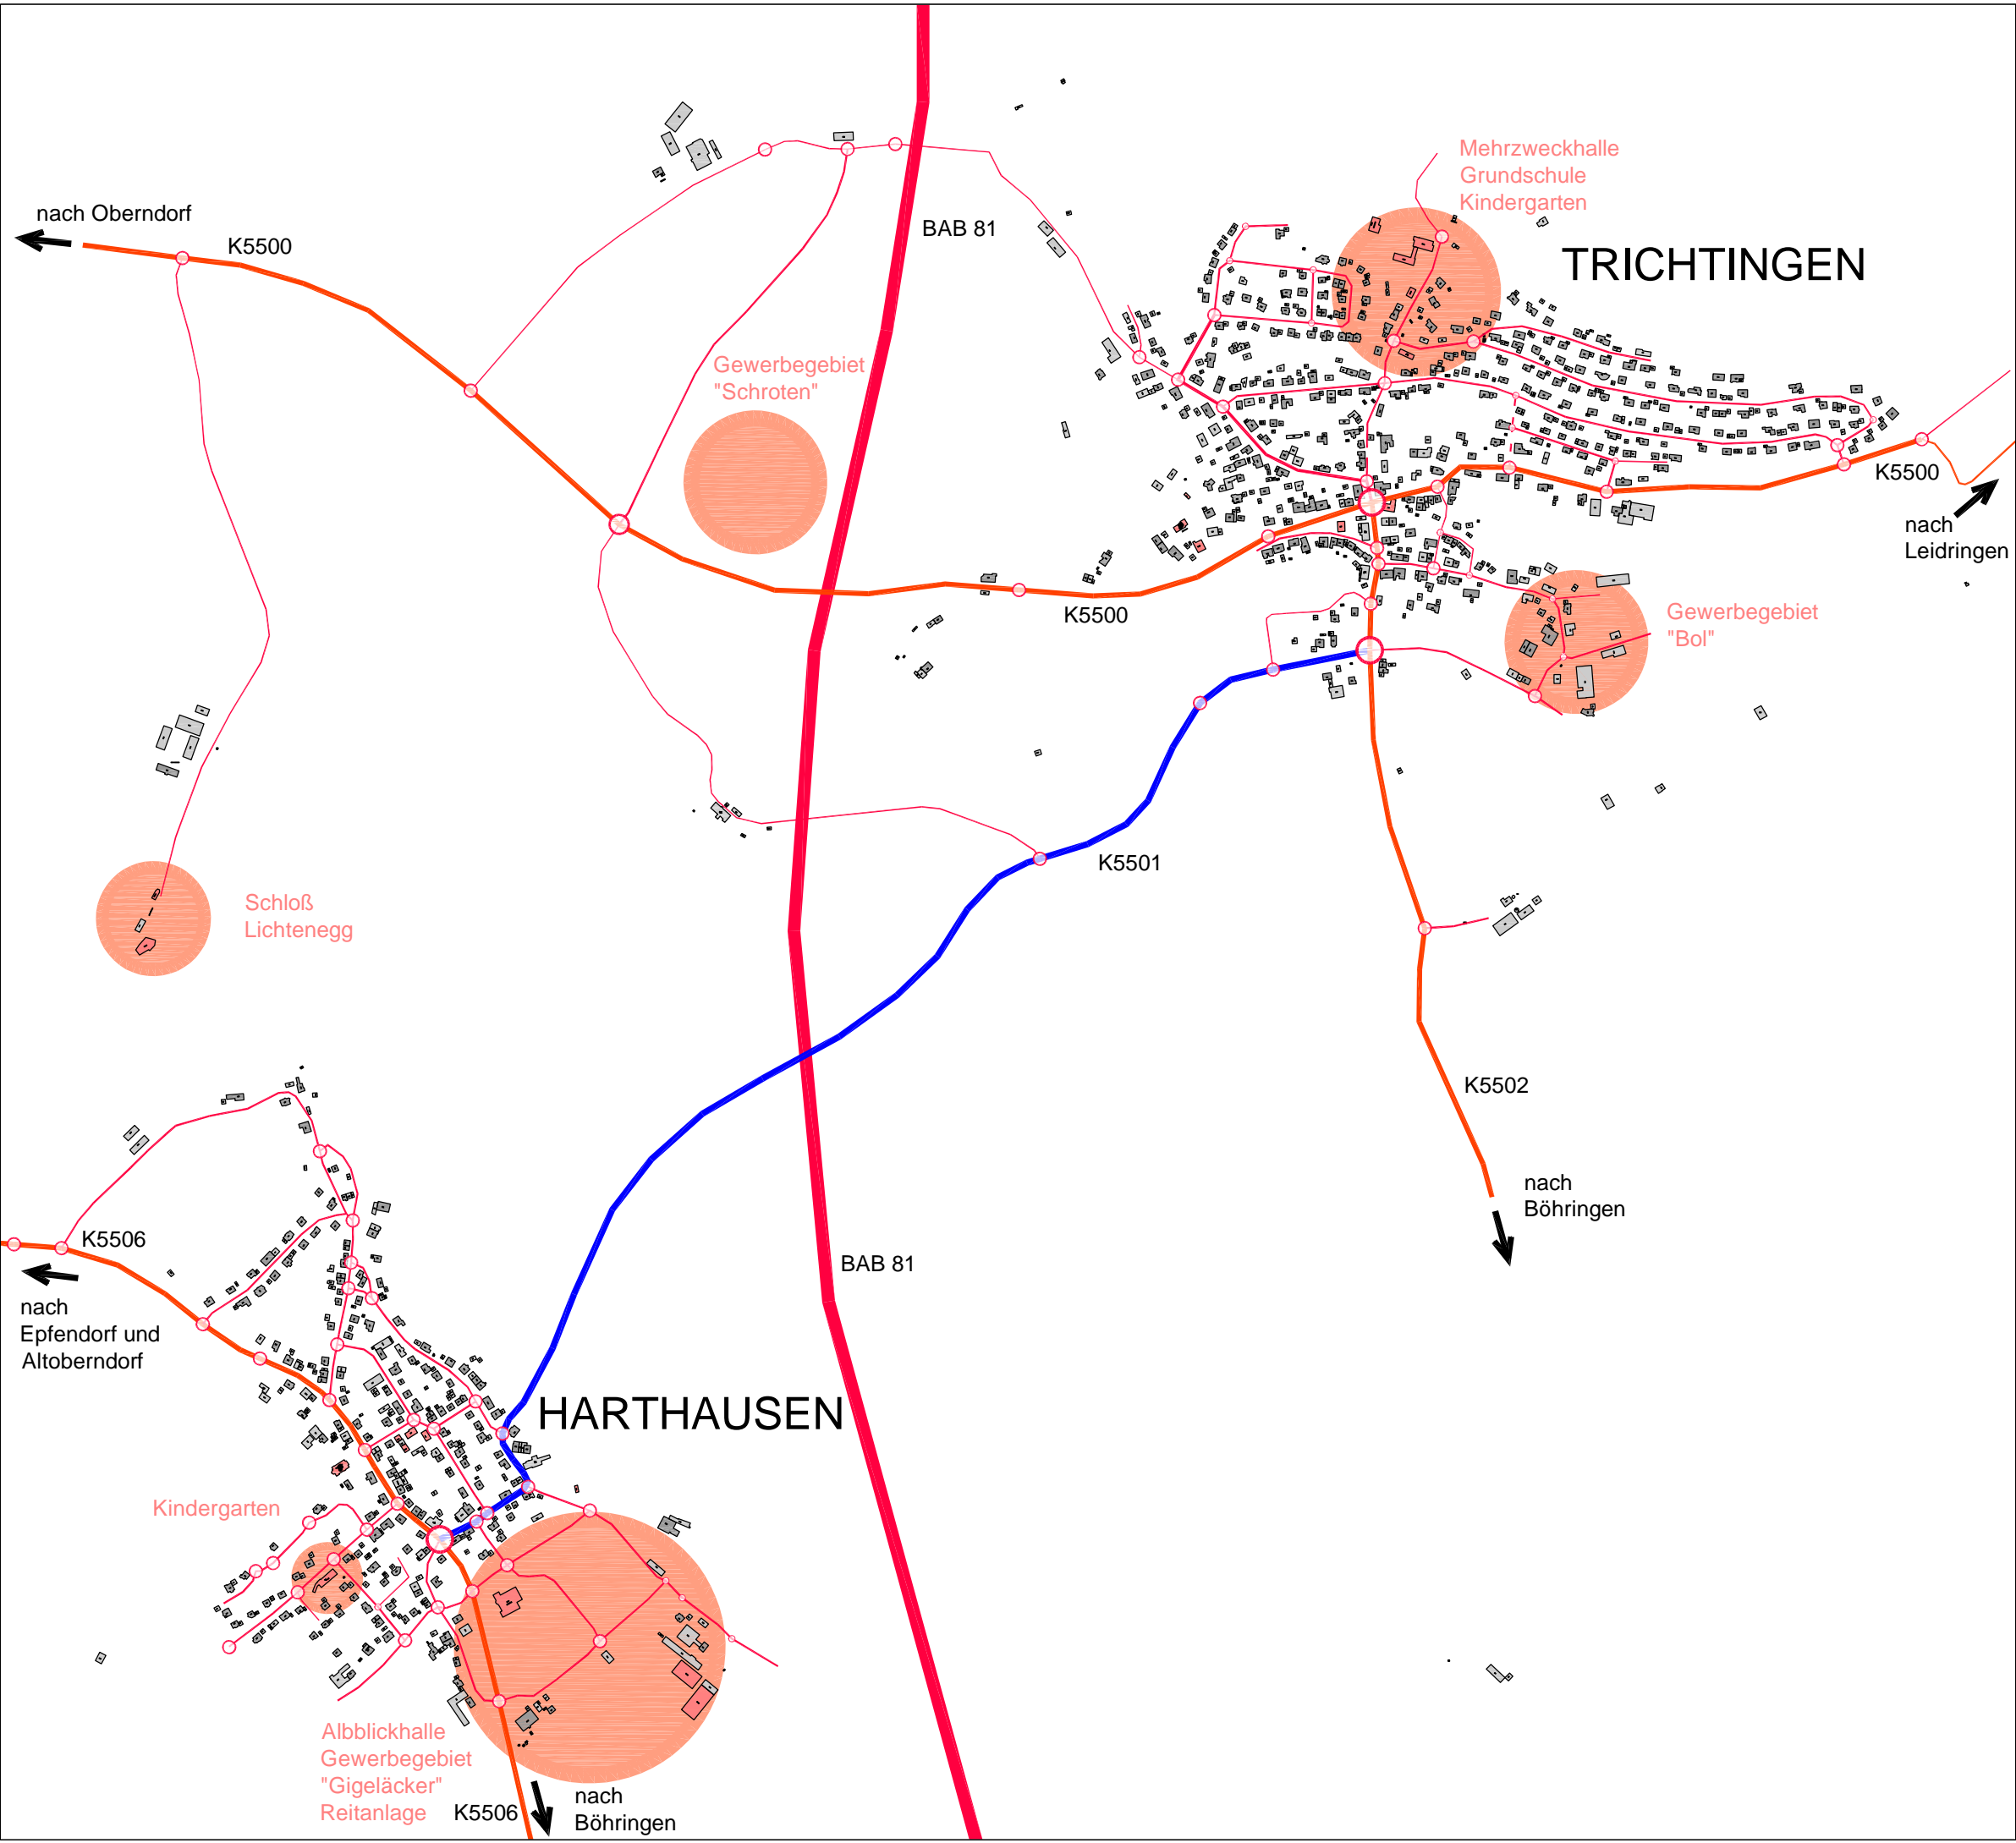 Mehrzweckhalle
Grundschule
Kindergarten
nach Oberndorf
K5500
BAB 81
TRICHTINGEN
Gewerbegebiet
"Schroten"
K5500
nach
Leidringen
K5500
Gewerbegebiet
"Bol"
K5501
Schloß
Lichtenegg
K5502
nach
Böhringen
K5506
BAB 81
nach
Epfendorf und
Altoberndorf
HARTHAUSEN
Kindergarten
Albblickhalle
Gewerbegebiet
"Gigeläcker"
Reitanlage
K5506
nach
Böhringen